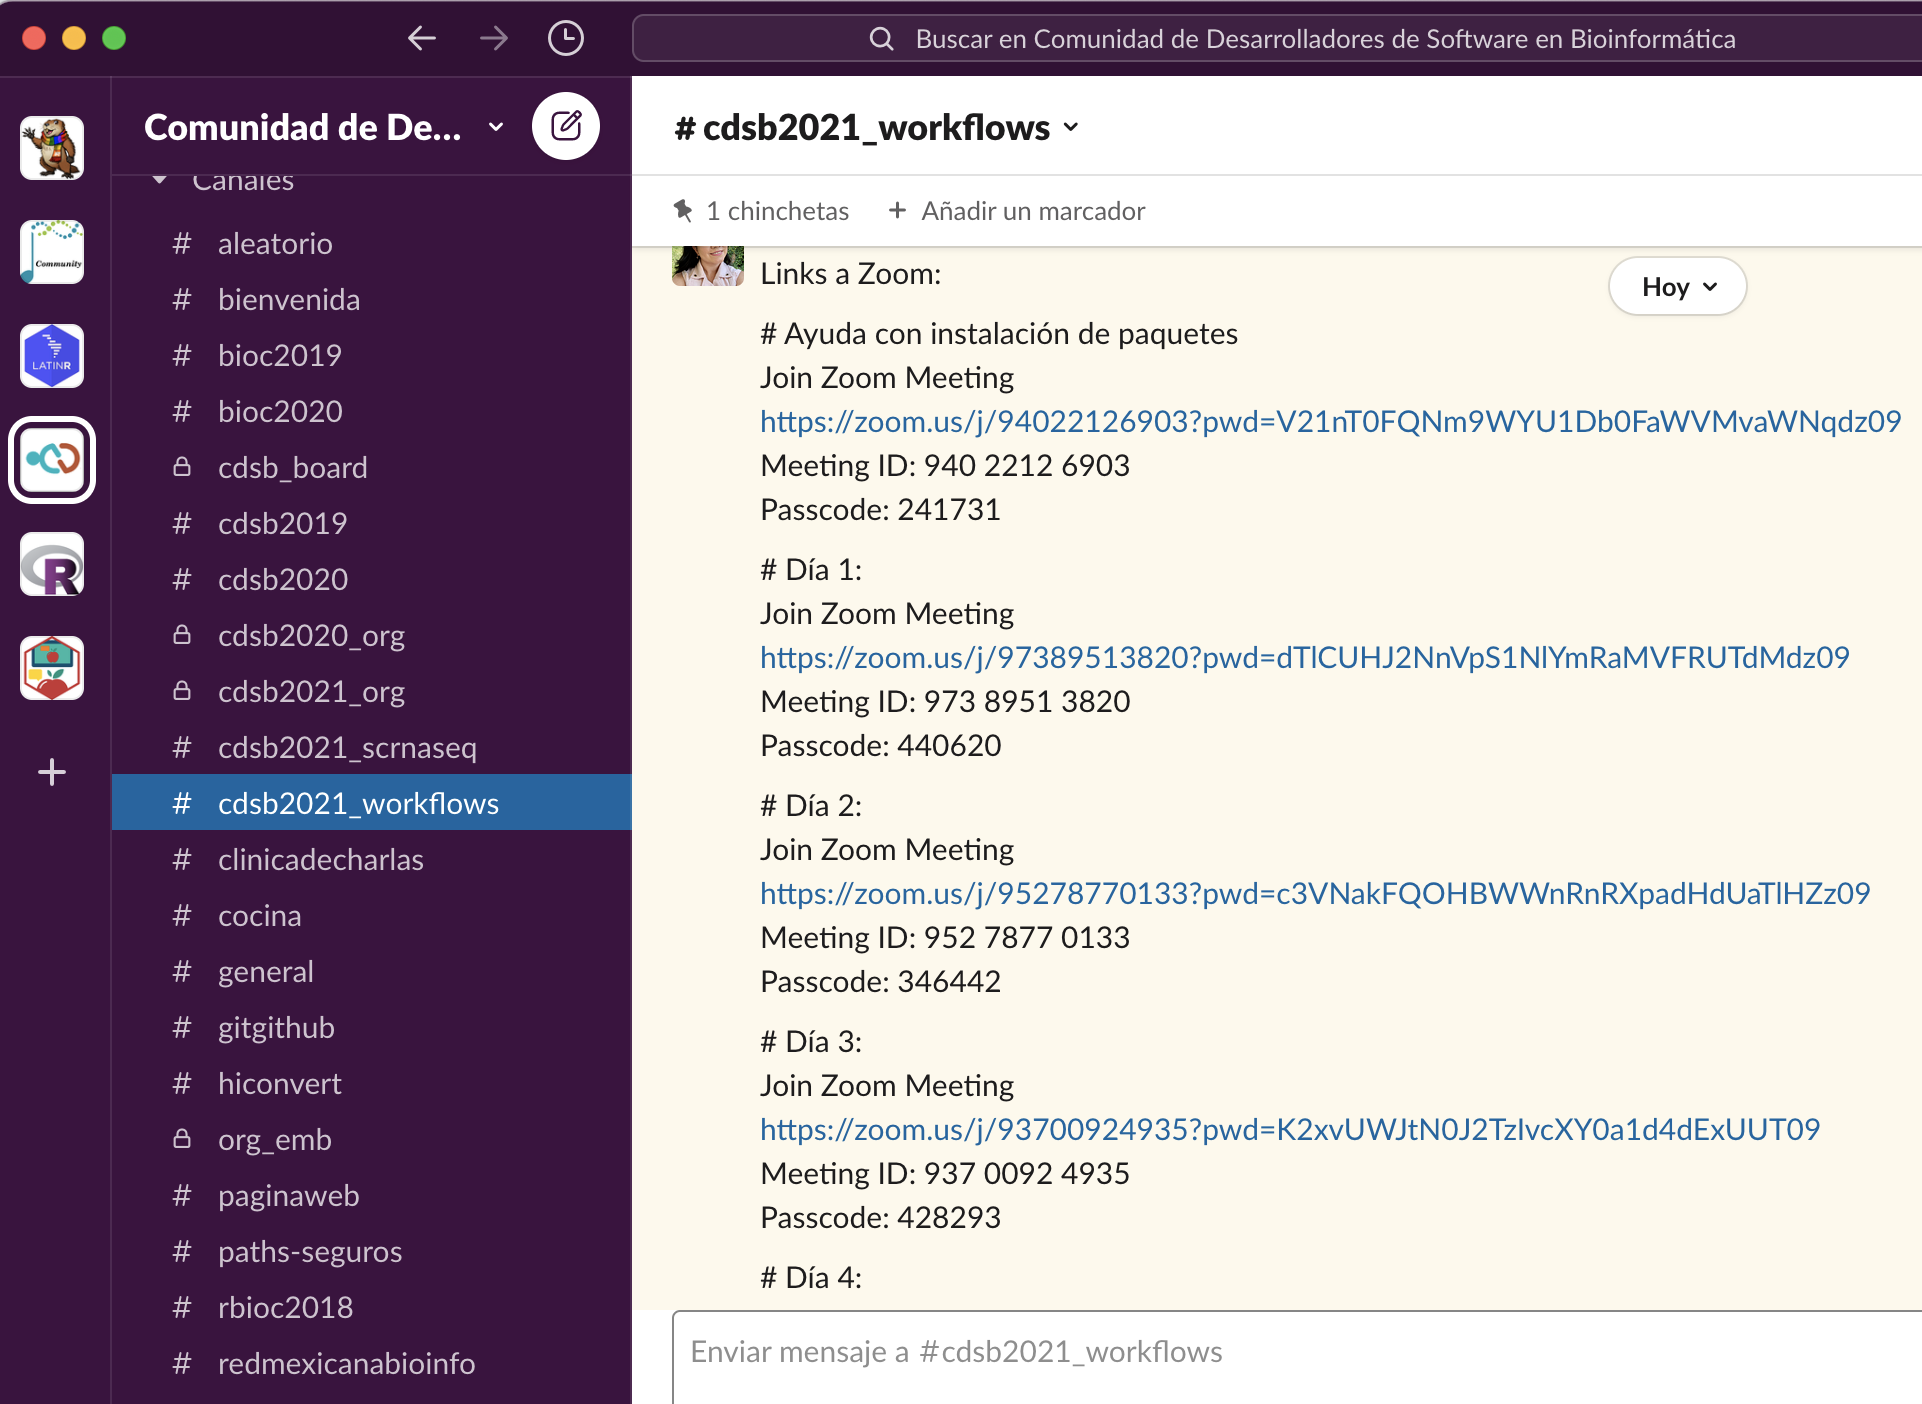 Buscar en Comunidad de Desarrolladores de Software en Bioinformática
Community
LATINR
R
Comunidad de De...
Canales
# aleatorio
# bienvenida
# bioc2019
# bioc2020
cdsb_board
# cdsb2019
# cdsb2020
cdsb2020_org
cdsb2021_org
# cdsb2021_scrnaseq
# cdsb2021_workflows
# clinicadecharlas
# cocina
# general
# gitgithub
# hiconvert
org_emb
# paginaweb
# paths-seguros
# rbioc2018
# redmexicanabioinfo
# cdsb2021_workflows
1 chinchetas + Añadir un marcador
Hoy
Links a Zoom:
# Ayuda con instalación de paquetes
Join Zoom Meeting
https://zoom.us/j/94022126903?pwd=V21nT0FQNm9WYU1Db0FaWVMvaWNqdz09
Meeting ID: 940 2212 6903
Passcode: 241731
# Día 1:
Join Zoom Meeting
https://zoom.us/j/97389513820?pwd=dTlCUHJ2NnVpS1NlYmRaMVFRUTdMdz09
Meeting ID: 973 8951 3820
Passcode: 440620
# Día 2:
Join Zoom Meeting
https://zoom.us/j/95278770133?pwd=c3VNakFQOHBWWnRnRXpadHdUaTlHZz09
Meeting ID: 952 7877 0133
Passcode: 346442
# Día 3:
Join Zoom Meeting
https://zoom.us/j/93700924935?pwd=K2xvUWJtN0J2TzIvcXY0a1d4dExUUT09
Meeting ID: 937 0092 4935
Passcode: 428293
# Día 4:
Enviar mensaje a #cdsb2021_workflows